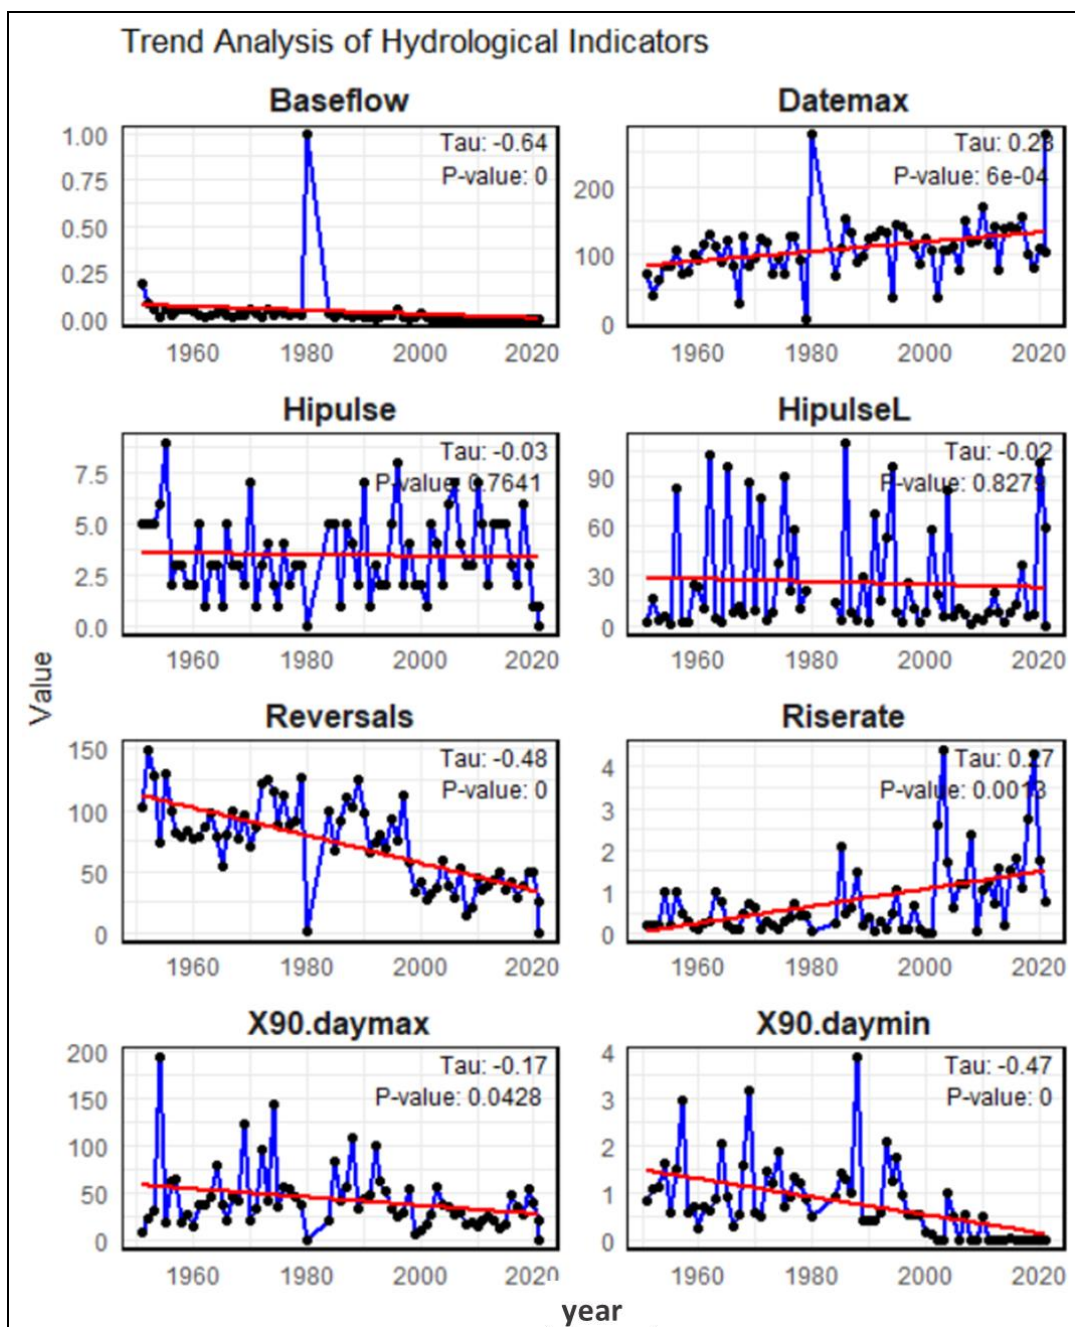 Trend Analysis of Hydrological Indicators
Baseflow
Tau: -0.64
P-value: 0
1.00
0.75
0.50
0.25
0.00
1960 1980 2000 2020
Datemax
Tau: 0.23
P-value: 6e-04
200
100
0
1960 1980 2000 2020
Hipulse
Tau: -0.03
P-value: 0.7641
7.5
5.0
2.5
0.0
1960 1980 2000 2020
HipulseL
Tau: -0.02
P-value: 0.8279
90
60
30
0
1960 1980 2000 2020
Value
Reversals
Tau: -0.48
P-value: 0
150
100
50
0
1960 1980 2000 2020
Riserate
Tau: 0.27
P-value: 0.0013
4
3
2
1
0
1960 1980 2000 2020
X90.daymax
Tau: -0.17
P-value: 0.0428
200
150
100
50
0
1960 1980 2000 2020
X90.daymin
Tau: -0.47
P-value: 0
4
3
2
1
0
1960 1980 2000 2020
year